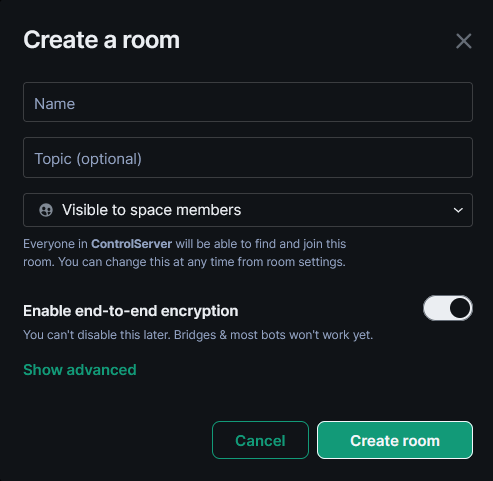 Create a room
Name
Topic (optional)
Visible to space members
Everyone in ControlServer will be able to find and join this
room. You can change this at any time from room settings.
Enable end-to-end encryption
You can't disable this later. Bridges & most bots won't work yet.
Show advanced
Cancel
Create room